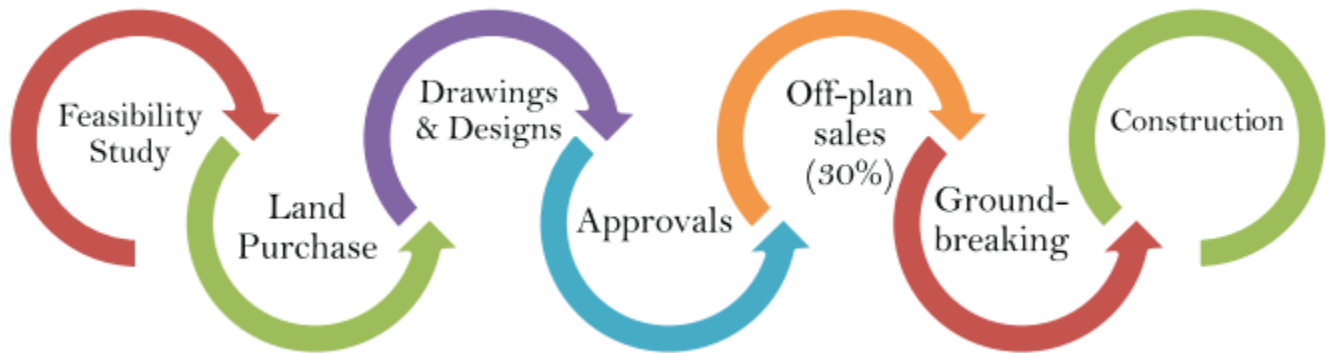 Feasibility
Study
Land
Purchase
Drawings
& Designs
Approvals
Off-plan
sales
(30%)
Ground-
breaking
Construction